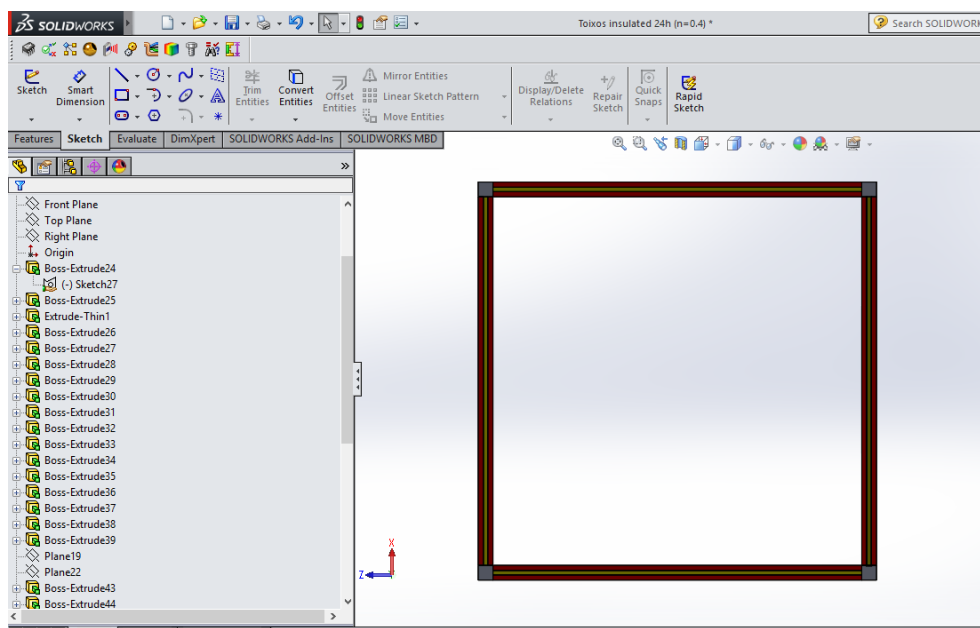 SOLIDWORKS
Toixos insulated 24h (n=0.4) *
Search SOLIDWOR
Sketch
Smart Dimension
Trim Entities
Convert Entities
Offset Entities
Mirror Entities
Linear Sketch Pattern
Move Entities
Display/Delete Relations
Repair Sketch
Quick Snaps
Rapid Sketch
Features
Sketch
Evaluate
DimXpert
SOLIDWORKS Add-Ins
SOLIDWORKS MBD
Front Plane
Top Plane
Right Plane
Origin
Boss-Extrude24
(-) Sketch27
Boss-Extrude25
Extrude-Thin1
Boss-Extrude26
Boss-Extrude27
Boss-Extrude28
Boss-Extrude29
Boss-Extrude30
Boss-Extrude31
Boss-Extrude32
Boss-Extrude33
Boss-Extrude34
Boss-Extrude35
Boss-Extrude36
Boss-Extrude37
Boss-Extrude38
Boss-Extrude39
Plane19
Plane22
Boss-Extrude43
Boss-Extrude44
X
Z